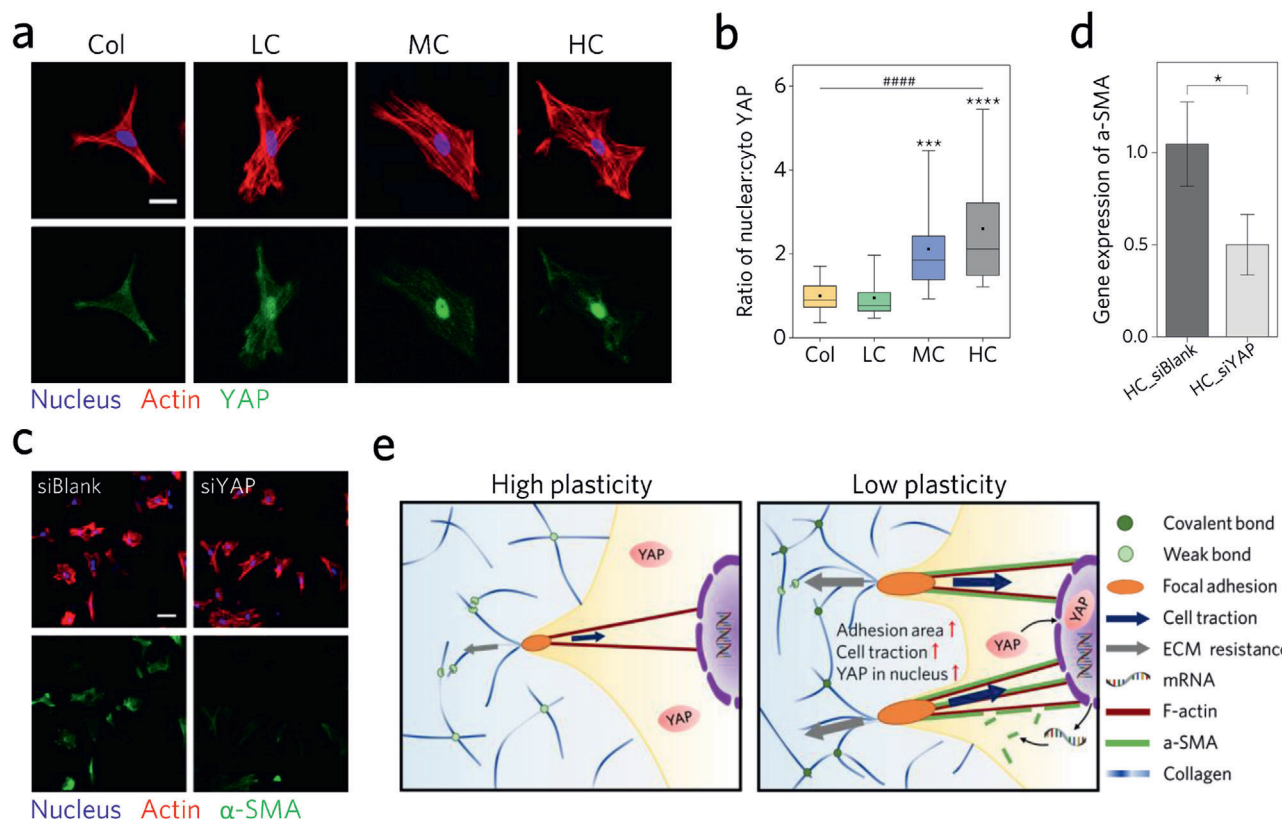 a
Col LC MC HC
Nucleus Actin YAP
b
Ratio of nuclear:cyto YAP
6
4
2
0
####
***
****
Col LC MC HC
d
Gene expression of a-SMA
1.0
0.5
0.0
*
HC_siBlank
HC_siYAP
c
siBlank siYAP
Nucleus Actin α-SMA
e
High plasticity Low plasticity
YAP
YAP
Adhesion area ↑
Cell traction ↑
YAP in nucleus ↑
YAP
YAP
Covalent bond
Weak bond
Focal adhesion
Cell traction
ECM resistance
mRNA
F-actin
a-SMA
Collagen